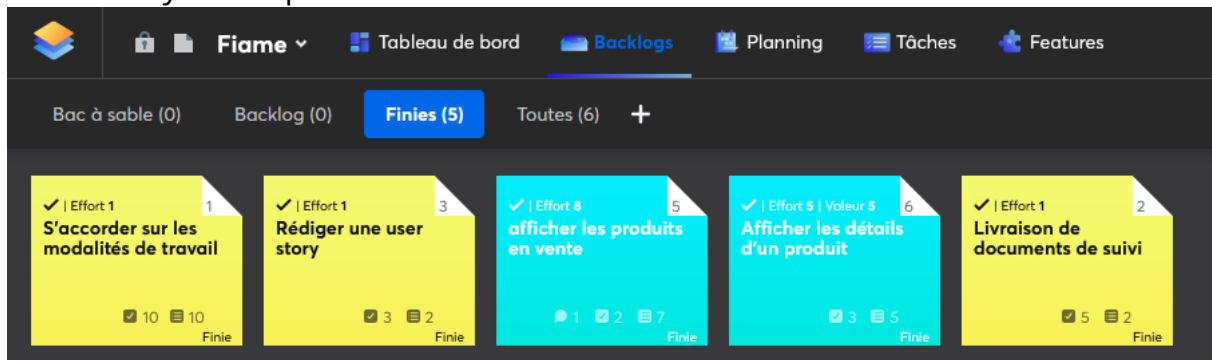 Fiame
Tableau de bord
Backlogs
Planning
Tâches
Features
Bac à sable (0)
Backlog (0)
Finies (5)
Toutes (6)
+
✓ | Effort 1
1
S'accorder sur les
modalités de travail
10 10
Finie
✓ | Effort 1
3
Rédiger une user
story
3 2
Finie
✓ | Effort 8
5
afficher les produits
en vente
1 2 7
Finie
✓ | Effort 5 | Valeur 5
6
Afficher les détails
d'un produit
3 5
Finie
✓ | Effort 1
2
Livraison de
documents de suivi
5 2
Finie